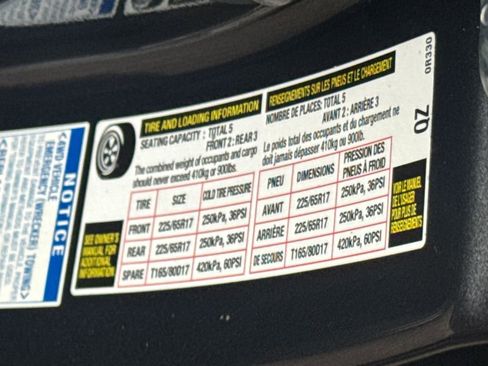 TIRE AND LOADING INFORMATION
SEATING CAPACITY : TOTAL 5
FRONT 2 : REAR 3
The combined weight of occupants and cargo
should never exceed 410kg or 900lbs.
TIRE SIZE COLD TIRE PRESSURE
FRONT 225/65R17 250kPa, 36PSI
REAR 225/65R17 250kPa, 36PSI
SPARE T165/80D17 420kPa, 60PSI
SEE OWNER'S
MANUAL FOR
ADDITIONAL
INFORMATION
RENSEIGNEMENTS SUR LES PNEUS ET LE CHARGEMENT
NOMBRE DE PLACES: TOTAL 5
AVANT 2 : ARRIÈRE 3
Le poids total des occupants et du chargement ne
doit jamais dépasser 410kg ou 900lb.
PNEU DIMENSIONS PRESSION DES
PNEUS À FROID
AVANT 225/65R17 250kPa, 36PSI
ARRIÈRE 225/65R17 250kPa, 36PSI
DE SECOURS T165/80D17 420kPa, 60PSI
VOIR LE MANUEL
DE L'USAGER
POUR PLUS DE
RENSEIGNEMENTS
QZ
0R330
NOTICE
<4WD VEHICLE
EMERGENCY (WRECKER) TOWING>